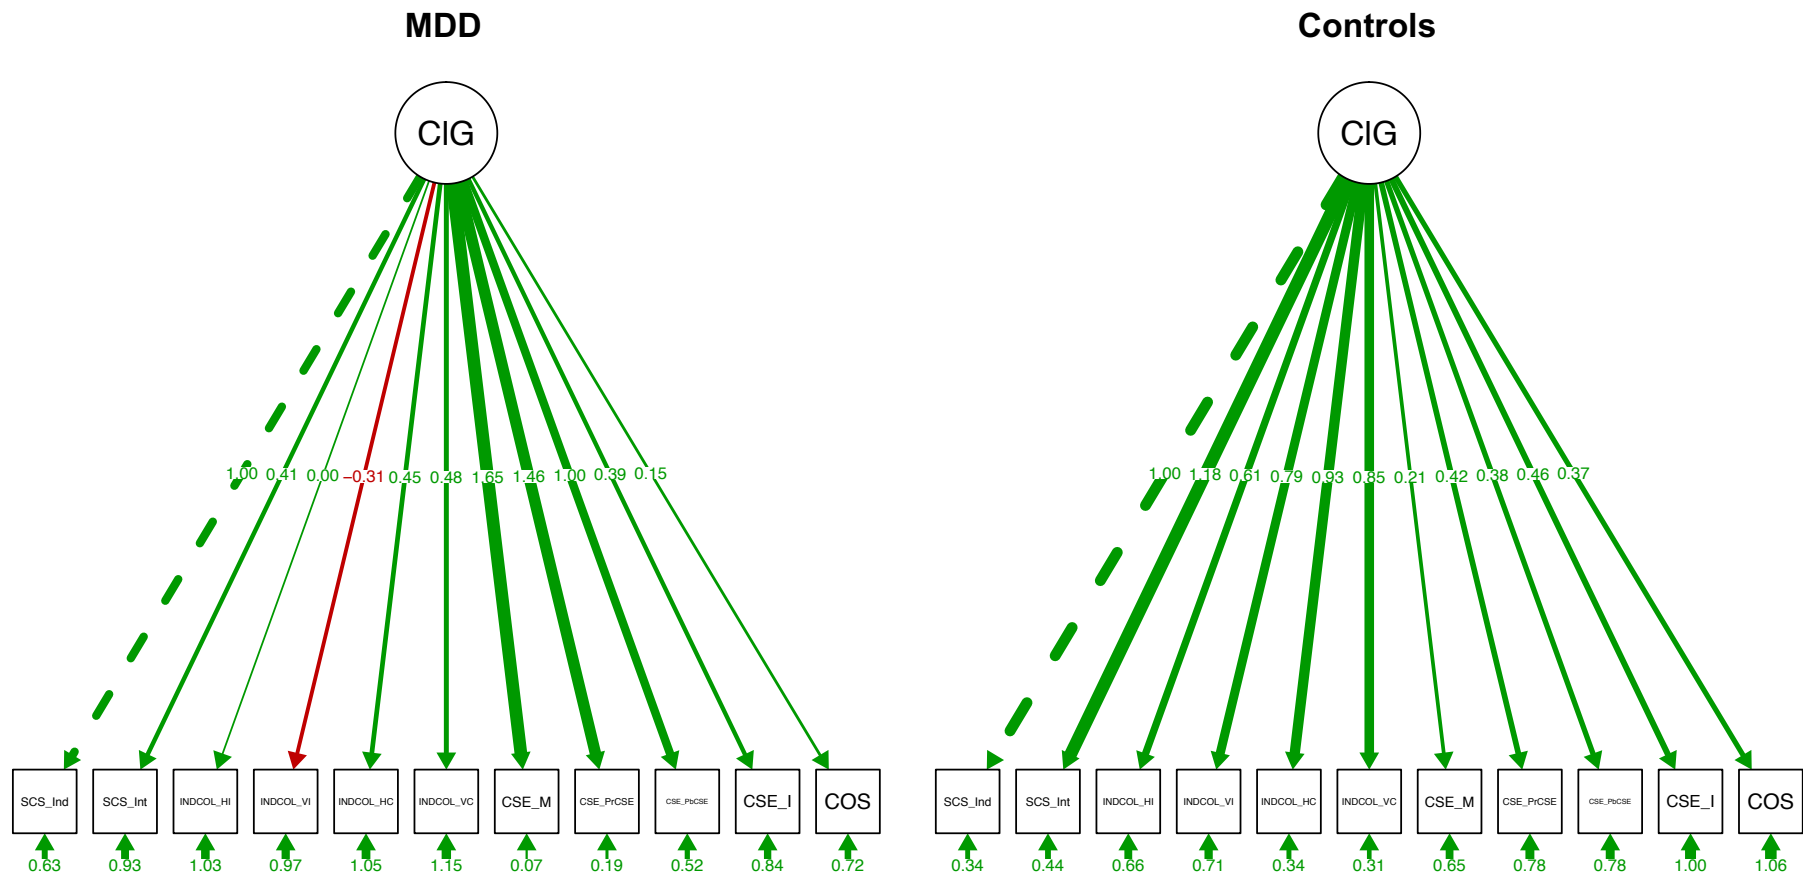 MDD Controls
ClG ClG
1.00 0.41 0.00 −0.31 0.45 0.48 1.65 1.46 1.00 0.39 0.15 1.00 1.18 0.61 0.79 0.93 0.85 0.21 0.42 0.38 0.46 0.37
SCS_Ind SCS_Int INDCOL_HI INDCOL_VI INDCOL_HC INDCOL_VC CSE_M CSE_PrCSE CSE_PbCSE CSE_I COS SCS_Ind SCS_Int INDCOL_HI INDCOL_VI INDCOL_HC INDCOL_VC CSE_M CSE_PrCSE CSE_PbCSE CSE_I COS
0.63 0.93 1.03 0.97 1.05 1.15 0.07 0.19 0.52 0.84 0.72 0.34 0.44 0.66 0.71 0.34 0.31 0.65 0.78 0.78 1.00 1.06